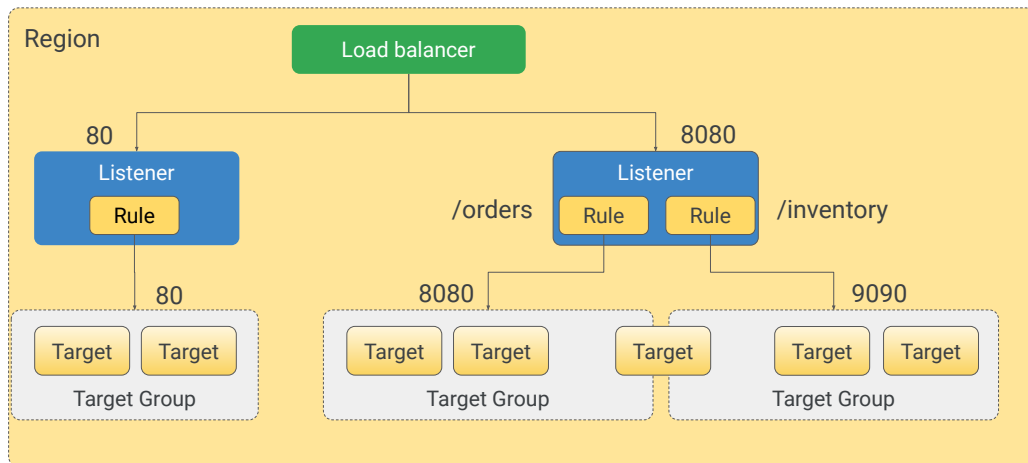 Region
Load balancer
80
8080
Listener
Listener
Rule
/orders
Rule
Rule
/inventory
80
8080
9090
Target
Target
Target
Target
Target
Target
Target
Target Group
Target Group
Target Group